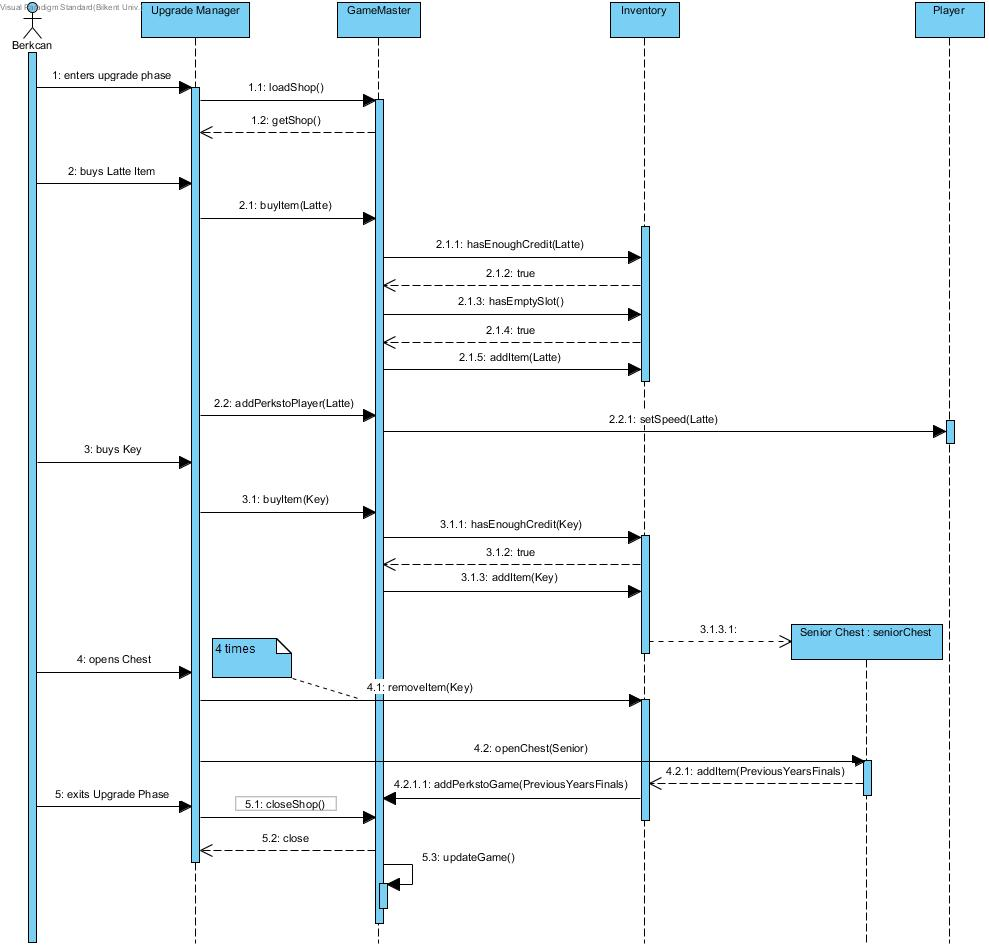 Visual Paradigm Standard(Bilkent Univ.
Berkcan
Upgrade Manager
GameMaster
Inventory
Player
1: enters upgrade phase
1.1: loadShop()
1.2: getShop()
2: buys Latte Item
2.1: buyItem(Latte)
2.1.1: hasEnoughCredit(Latte)
2.1.2: true
2.1.3: hasEmptySlot()
2.1.4: true
2.1.5: addItem(Latte)
2.2: addPerkstoPlayer(Latte)
2.2.1: setSpeed(Latte)
3: buys Key
3.1: buyItem(Key)
3.1.1: hasEnoughCredit(Key)
3.1.2: true
3.1.3: addItem(Key)
3.1.3.1:
Senior Chest : seniorChest
4 times
4: opens Chest
4.1: removeItem(Key)
4.2: openChest(Senior)
4.2.1: addItem(PreviousYearsFinals)
4.2.1.1: addPerkstoGame(PreviousYearsFinals)
5: exits Upgrade Phase
5.1: closeShop()
5.2: close
5.3: updateGame()